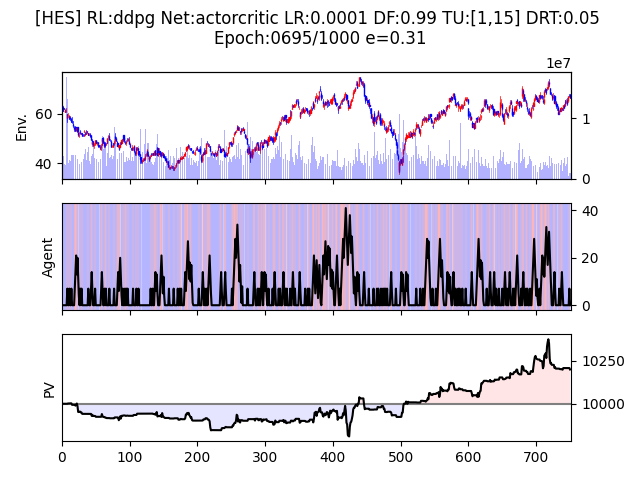 [HES] RL:ddpg Net:actorcritic LR:0.0001 DF:0.99 TU:[1,15] DRT:0.05
Epoch:0695/1000 e=0.31
1e7
Env.
60
40
1
0
Agent
40
20
0
PV
10250
10000
0 100 200 300 400 500 600 700